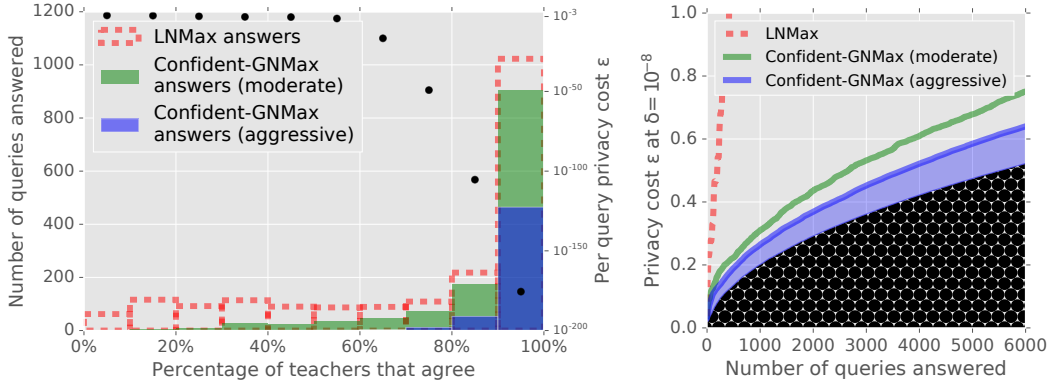 1200
1000
800
600
400
200
0
Number of queries answered
LNMax answers
Confident-GNMax
answers (moderate)
Confident-GNMax
answers (aggressive)
0% 20% 40% 60% 80% 100%
Percentage of teachers that agree
10⁻³
10⁻⁵⁰
10⁻¹⁰⁰
10⁻¹⁵⁰
10⁻²⁰⁰
Per query privacy cost ε
1.0
0.8
0.6
0.4
0.2
0.0
Privacy cost ε at δ=10⁻⁸
LNMax
Confident-GNMax (moderate)
Confident-GNMax (aggressive)
0 1000 2000 3000 4000 5000 6000
Number of queries answered